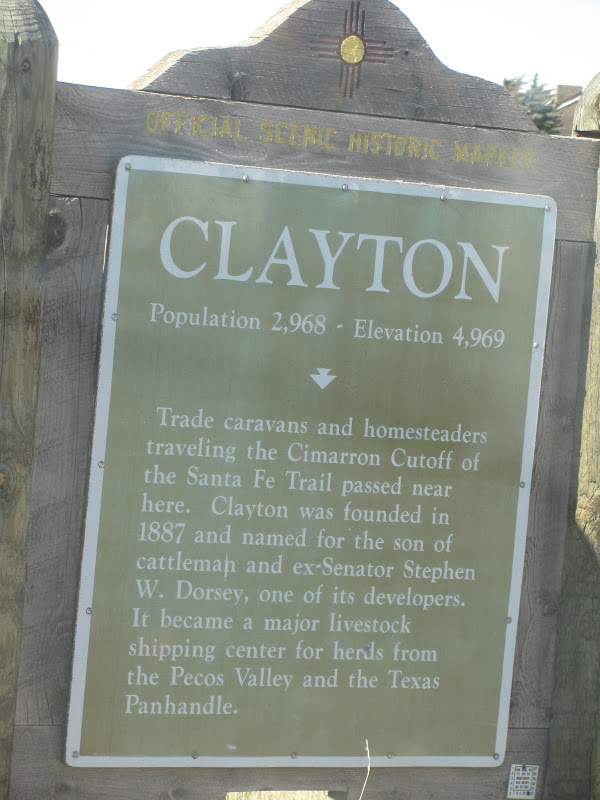 OFFICIAL SCENIC HISTORIC MARKER
CLAYTON
Population 2,968 - Elevation 4,969
Trade caravans and homesteaders
traveling the Cimarron Cutoff of
the Santa Fe Trail passed near
here. Clayton was founded in
1887 and named for the son of
cattleman and ex-Senator Stephen
W. Dorsey, one of its developers.
It became a major livestock
shipping center for herds from
the Pecos Valley and the Texas
Panhandle.